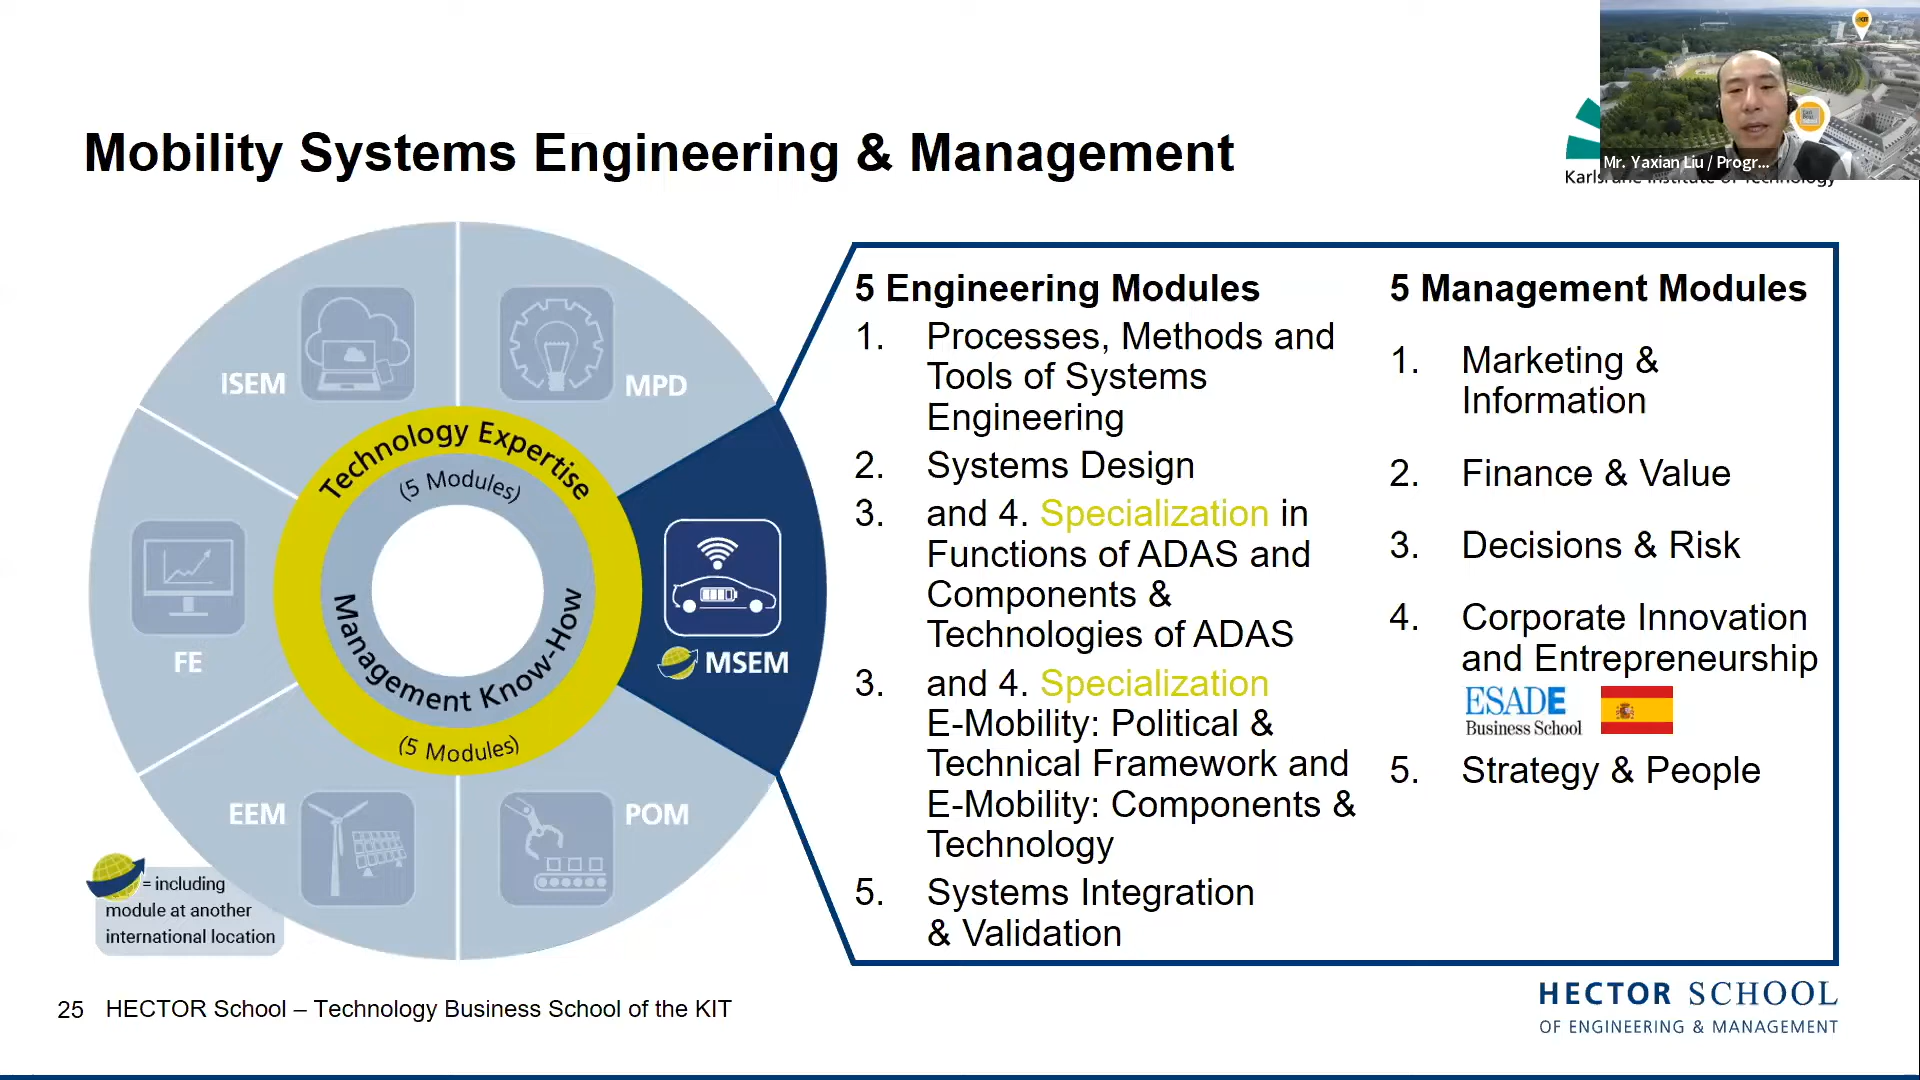 Mobility Systems Engineering & Management
Mr. Yaxian Liu / Progr...
ISEM
MPD
FE
MSEM
EEM
POM
Technology Expertise
(5 Modules)
Management Know-How
(5 Modules)
= including
module at another
international location
5 Engineering Modules
1. Processes, Methods and
Tools of Systems
Engineering
2. Systems Design
3. and 4. Specialization in
Functions of ADAS and
Components &
Technologies of ADAS
3. and 4. Specialization
E-Mobility: Political &
Technical Framework and
E-Mobility: Components &
Technology
5. Systems Integration
& Validation
5 Management Modules
1. Marketing &
Information
2. Finance & Value
3. Decisions & Risk
4. Corporate Innovation
and Entrepreneurship
ESADE
Business School
5. Strategy & People
25 HECTOR School – Technology Business School of the KIT
HECTOR SCHOOL
OF ENGINEERING & MANAGEMENT